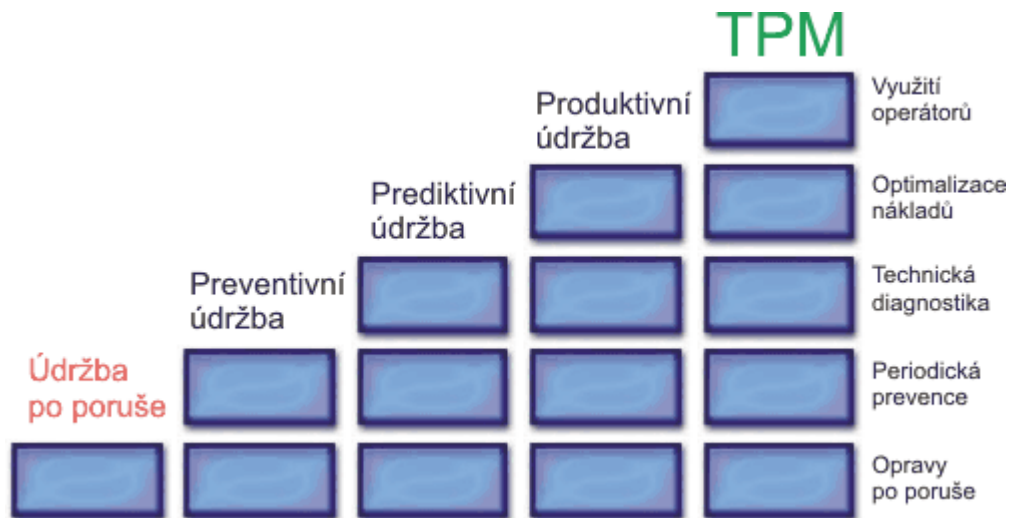 TPM
Využití
operátorů
Produktivní
údržba
Optimalizace
nákladů
Prediktivní
údržba
Technická
diagnostika
Preventivní
údržba
Periodická
prevence
Údržba
po poruše
Opravy
po poruše